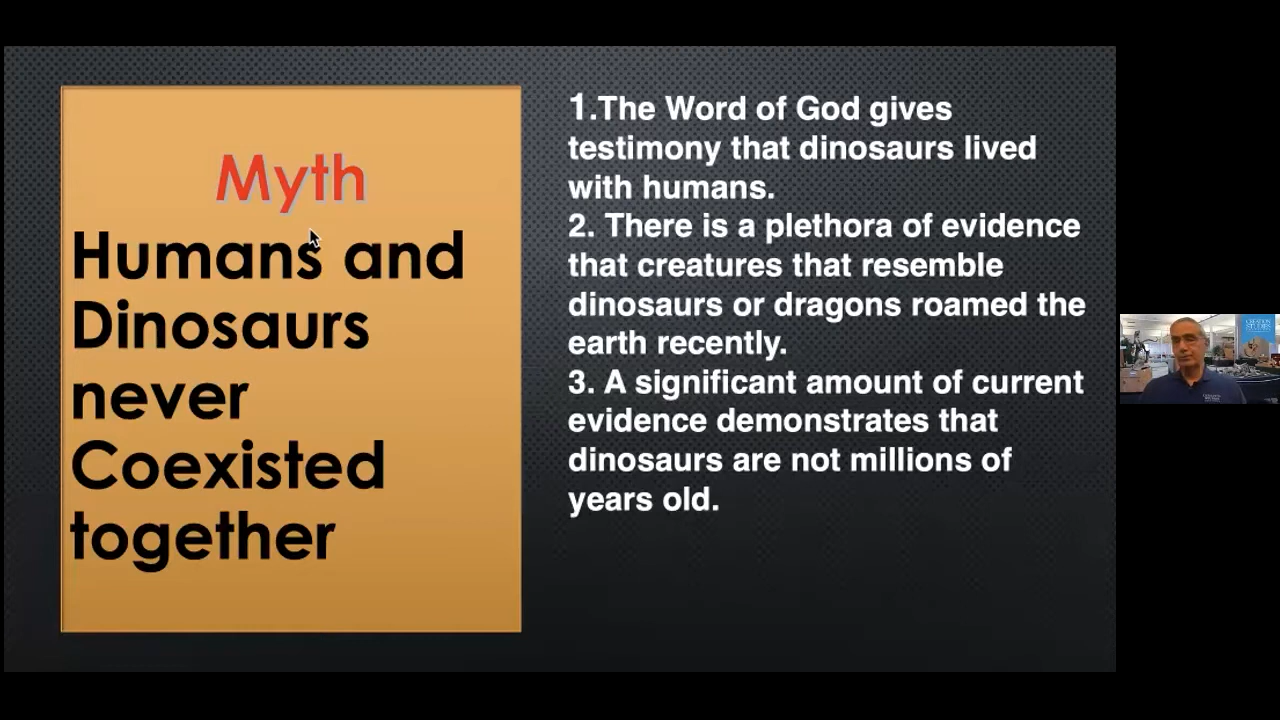 Myth
Humans and
Dinosaurs
never
Coexisted
together
1.The Word of God gives
testimony that dinosaurs lived
with humans.
2. There is a plethora of evidence
that creatures that resemble
dinosaurs or dragons roamed the
earth recently.
3. A significant amount of current
evidence demonstrates that
dinosaurs are not millions of
years old.
CREATION
STUDIES